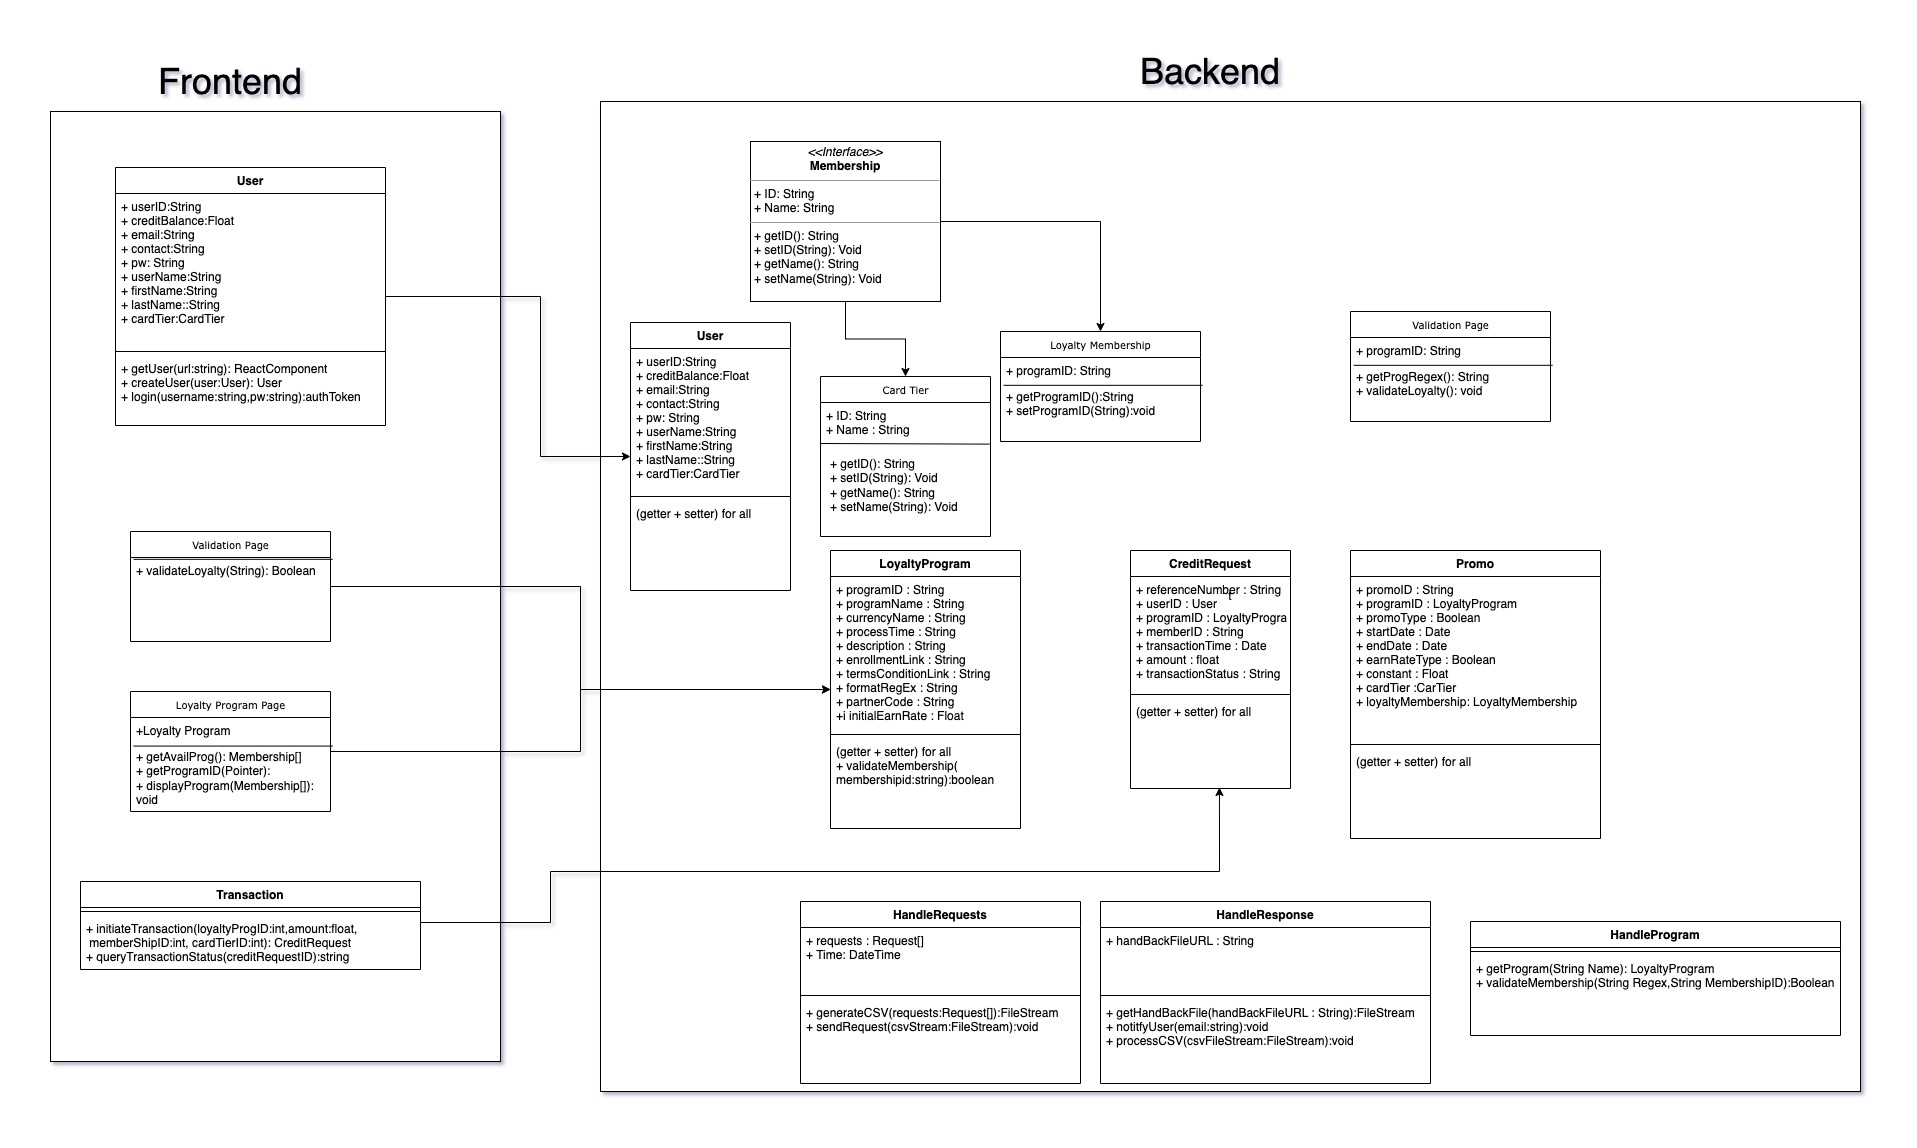 Frontend
User
+ userID:String
+ creditBalance:Float
+ email:String
+ contact:String
+ pw: String
+ userName:String
+ firstName:String
+ lastName::String
+ cardTier:CardTier
+ getUser(url:string): ReactComponent
+ createUser(user:User): User
+ login(username:string,pw:string):authToken
Validation Page
+ validateLoyalty(String): Boolean
Loyalty Program Page
+Loyalty Program
+ getAvailProg(): Membership[]
+ getProgramID(Pointer):
+ displayProgram(Membership[]):
void
Transaction
+ initiateTransaction(loyaltyProgID:int,amount:float,
memberShipID:int, cardTierID:int): CreditRequest
+ queryTransactionStatus(creditRequestID):string
Backend
<<Interface>>
Membership
+ ID: String
+ Name: String
+ getID(): String
+ setID(String): Void
+ getName(): String
+ setName(String): Void
User
+ userID:String
+ creditBalance:Float
+ email:String
+ contact:String
+ pw: String
+ userName:String
+ firstName:String
+ lastName::String
+ cardTier:CardTier
(getter + setter) for all
Card Tier
+ ID: String
+ Name : String
+ getID(): String
+ setID(String): Void
+ getName(): String
+ setName(String): Void
Loyalty Membership
+ programID: String
+ getProgramID():String
+ setProgramID(String):void
Validation Page
+ programID: String
+ getProgRegex(): String
+ validateLoyalty(): void
LoyaltyProgram
+ programID : String
+ programName : String
+ currencyName : String
+ processTime : String
+ description : String
+ enrollmentLink : String
+ termsConditionLink : String
+ formatRegEx : String
+ partnerCode : String
+i initialEarnRate : Float
(getter + setter) for all
+ validateMembership(
membershipid:string):boolean
CreditRequest
+ referenceNumber : String
+ userID : User
+ programID : LoyaltyProgra
+ memberID : String
+ transactionTime : Date
+ amount : float
+ transactionStatus : String
(getter + setter) for all
Promo
+ promoID : String
+ programID : LoyaltyProgram
+ promoType : Boolean
+ startDate : Date
+ endDate : Date
+ earnRateType : Boolean
+ constant : Float
+ cardTier :CarTier
+ loyaltyMembership: LoyaltyMembership
(getter + setter) for all
HandleRequests
+ requests : Request[]
+ Time: DateTime
+ generateCSV(requests:Request[]):FileStream
+ sendRequest(csvStream:FileStream):void
HandleResponse
+ handBackFileURL : String
+ getHandBackFile(handBackFileURL : String):FileStream
+ notitfyUser(email:string):void
+ processCSV(csvFileStream:FileStream):void
HandleProgram
+ getProgram(String Name): LoyaltyProgram
+ validateMembership(String Regex,String MembershipID):Boolean